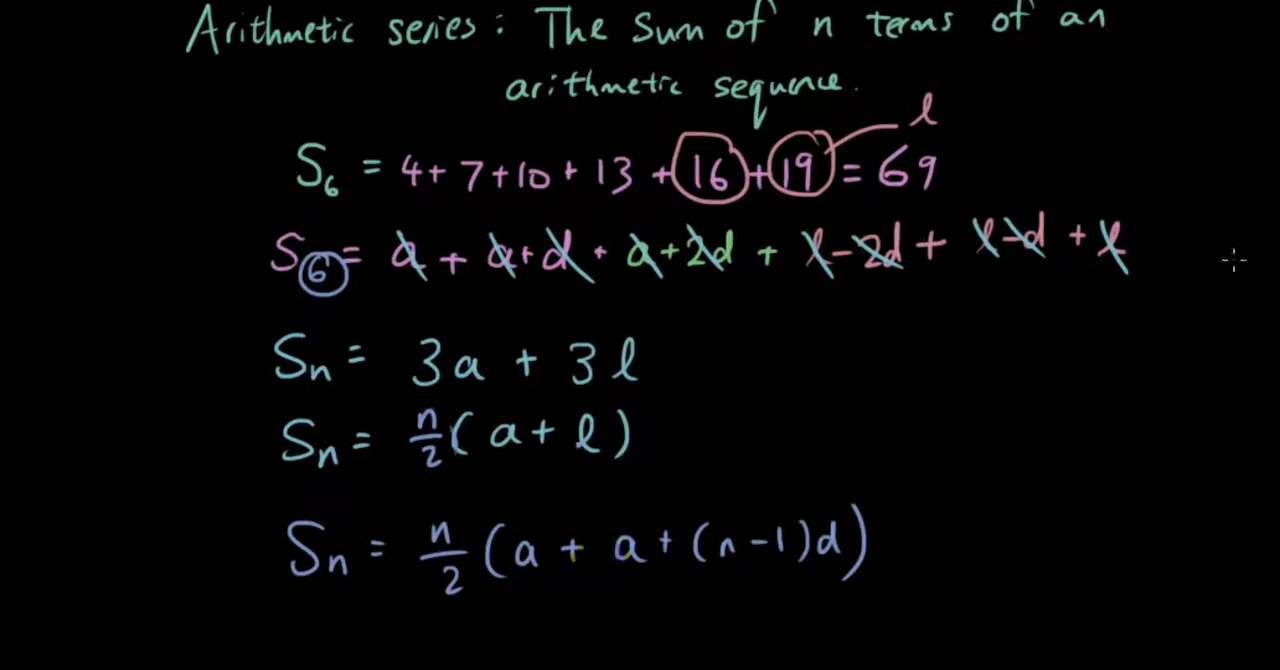 Arithmetic series: The Sum of n terms of an
arithmetic sequence.
l
S₆ = 4 + 7 + 10 + 13 + 16 + 19 = 69
S₆ = a + a + d + a + 2d + l - 2d + l - d + l
Sₙ = 3a + 3l
Sₙ = n/2 (a + l)
Sₙ = n/2 (a + a + (n - 1)d)